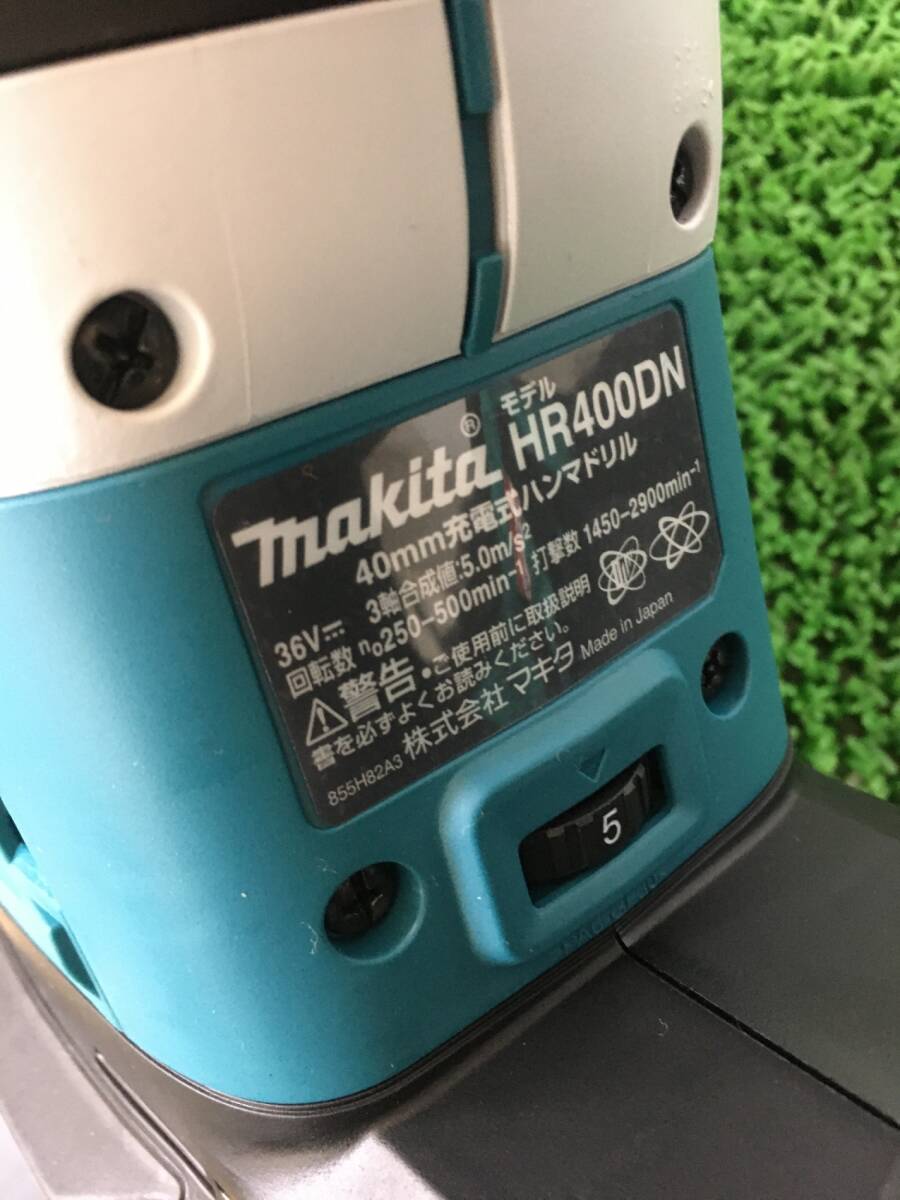 makita® モデル HR400DN
40mm充電式ハンマドリル
36V⎓ 3軸合成値:5.0m/s²
回転数 n₀250-500min⁻¹ 打撃数 1450-2900min⁻¹
⚠警告・ご使用前に取扱説明
書を必ずよくお読みください。
855H82A3 株式会社 マキタ Made in Japan
5